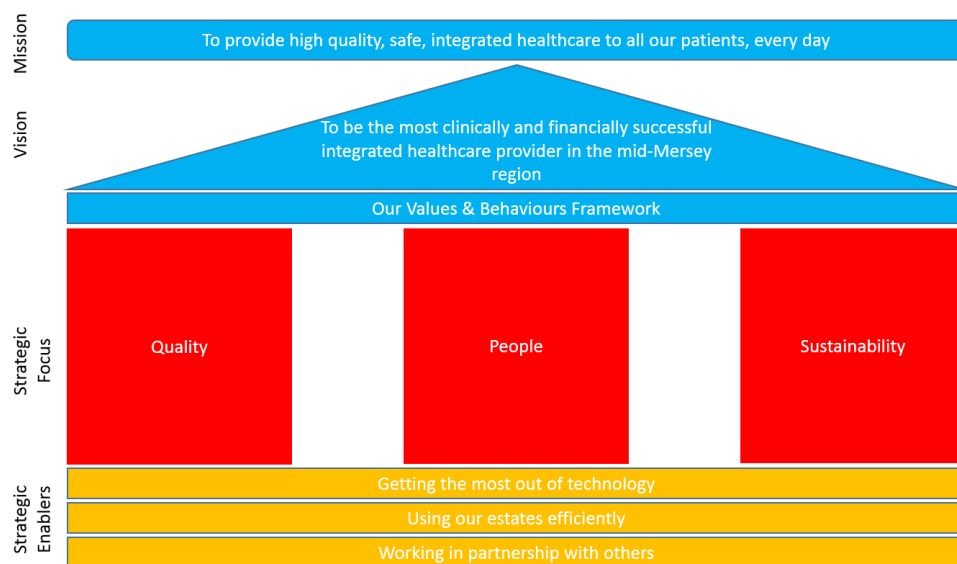 Mission
To provide high quality, safe, integrated healthcare to all our patients, every day
Vision
To be the most clinically and financially successful
integrated healthcare provider in the mid-Mersey
region
Our Values & Behaviours Framework
Strategic
Focus
Quality
People
Sustainability
Strategic
Enablers
Getting the most out of technology
Using our estates efficiently
Working in partnership with others